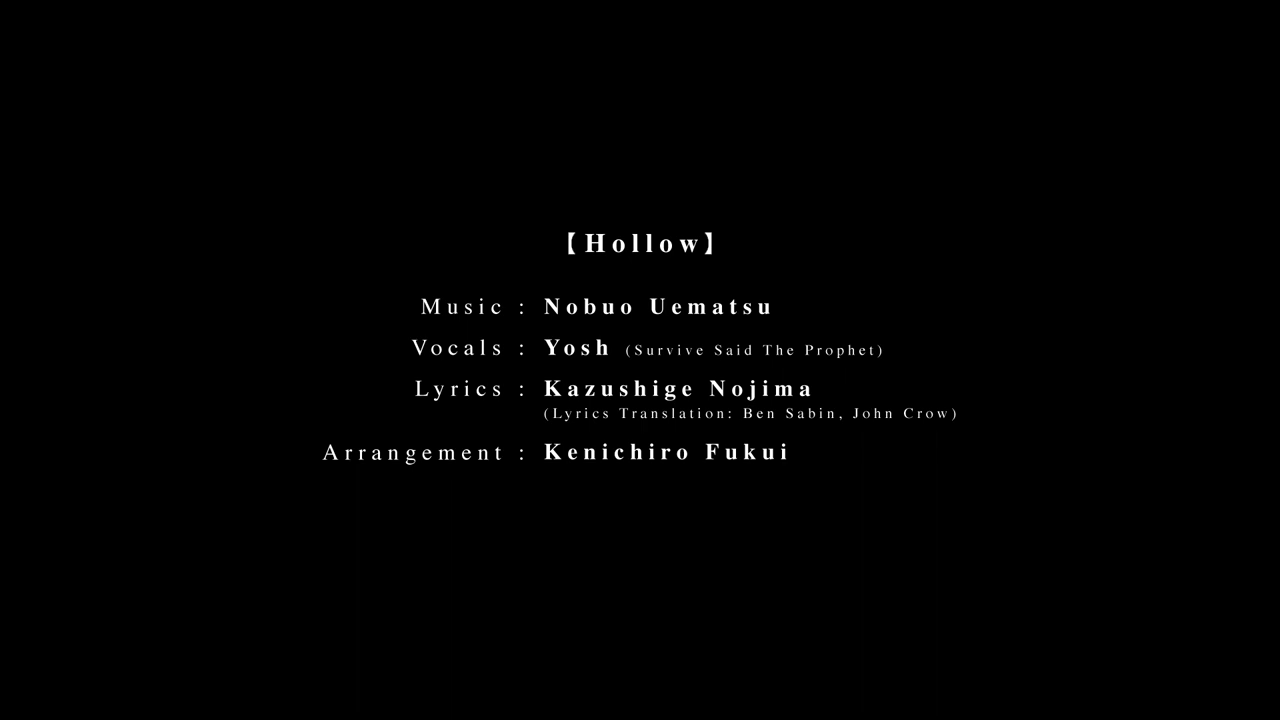 【Hollow】
Music : Nobuo Uematsu
Vocals : Yosh (Survive Said The Prophet)
Lyrics : Kazushige Nojima
(Lyrics Translation: Ben Sabin, John Crow)
Arrangement : Kenichiro Fukui